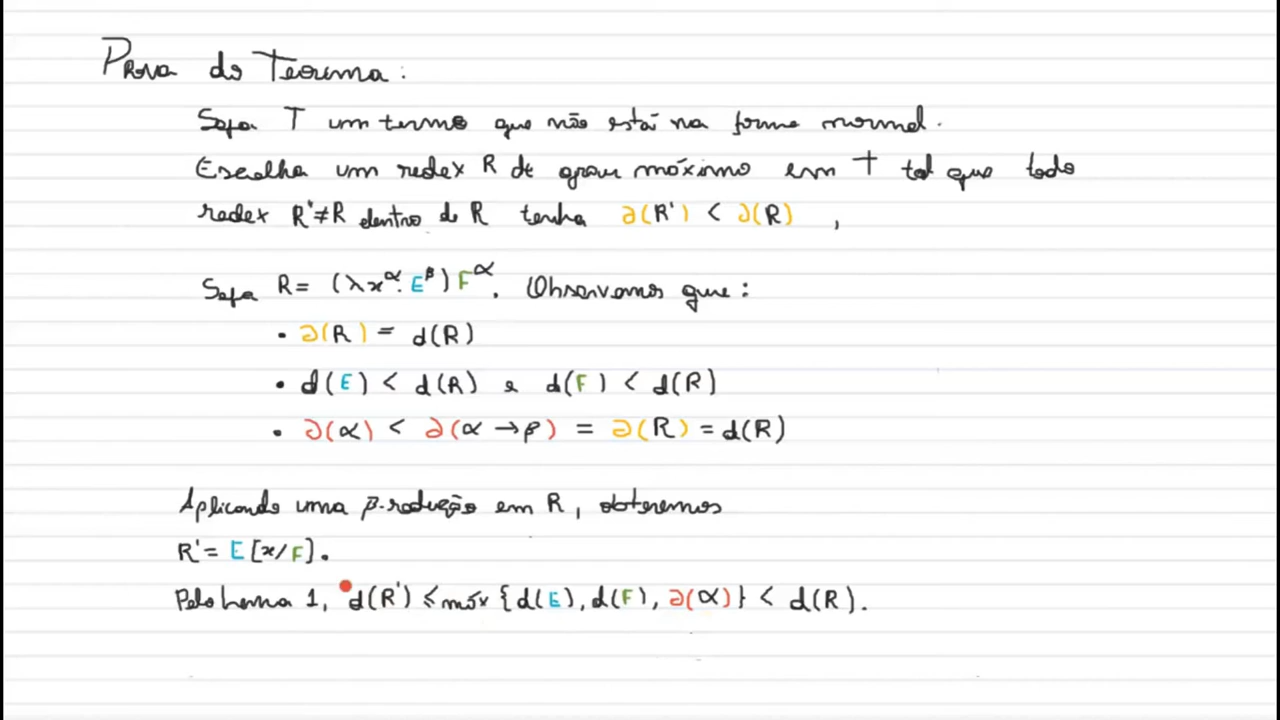 Prova do Teorema:
Seja T um termo que não está na forma normal.
Escolha um redex R de grau máximo em T tal que todo
redex R'≠R dentro de R tenha ∂(R') < ∂(R) ,
Seja R = (λx^α. E^β) F^α. Observamos que:
• ∂(R) = d(R)
• d(E) < d(R) e d(F) < d(R)
• ∂(α) < ∂(α → β) = ∂(R) = d(R)
Aplicando uma β-redução em R, obteremos
R' = E[x/F].
Pelo Lema 1, d(R') ≤ máx {d(E), d(F), ∂(α)} < d(R).